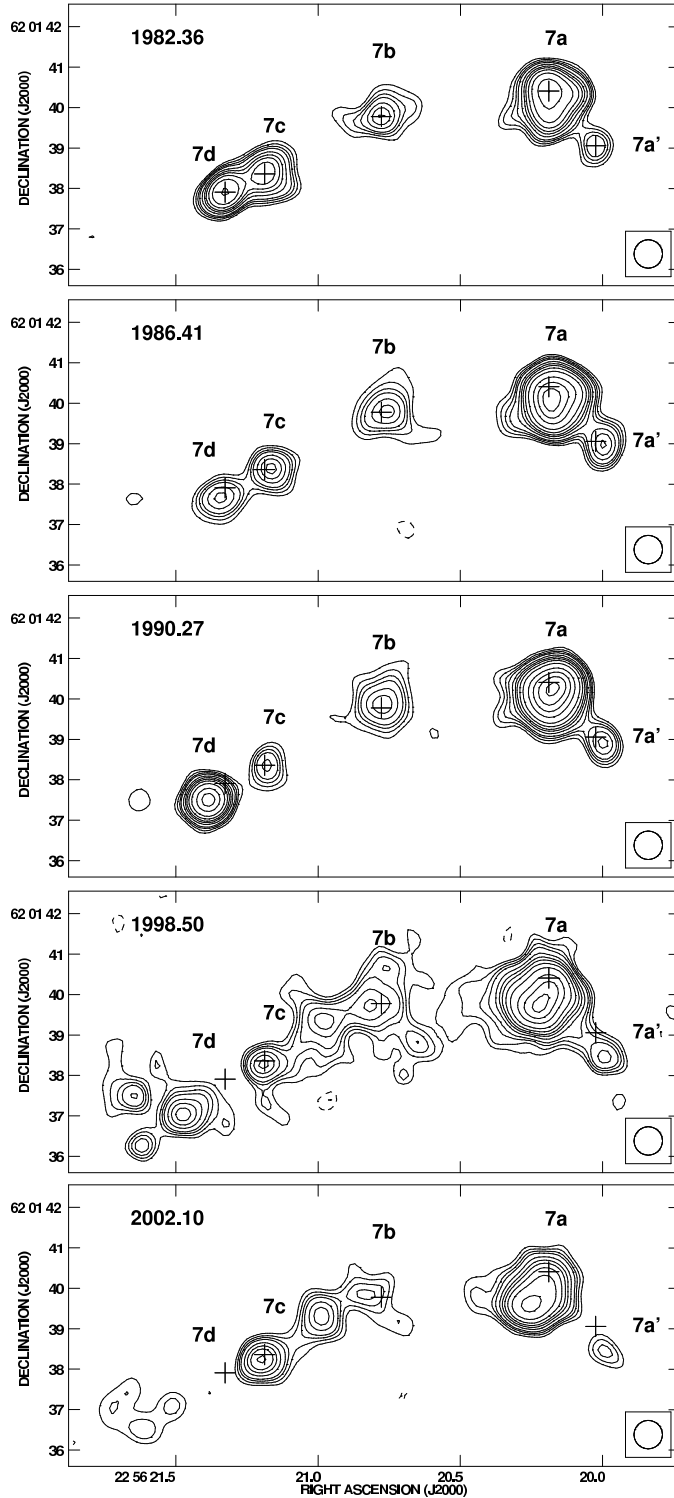 62 01 42
1982.36
7b
7a
41
40
7c
7a'
7d
39
38
37
36
DECLINATION (J2000)
62 01 42
1986.41
7b
7a
41
40
7c
39
7a'
7d
38
37
36
DECLINATION (J2000)
62 01 42
1990.27
7b
7a
41
40
7c
39
7a'
7d
38
37
36
DECLINATION (J2000)
62 01 42
1998.50
7b
7a
41
40
7c
39
7a'
7d
38
37
36
DECLINATION (J2000)
62 01 42
2002.10
7b
7a
41
40
7c
39
7a'
7d
38
37
36
DECLINATION (J2000)
22 56 21.5 21.0 20.5 20.0
RIGHT ASCENSION (J2000)